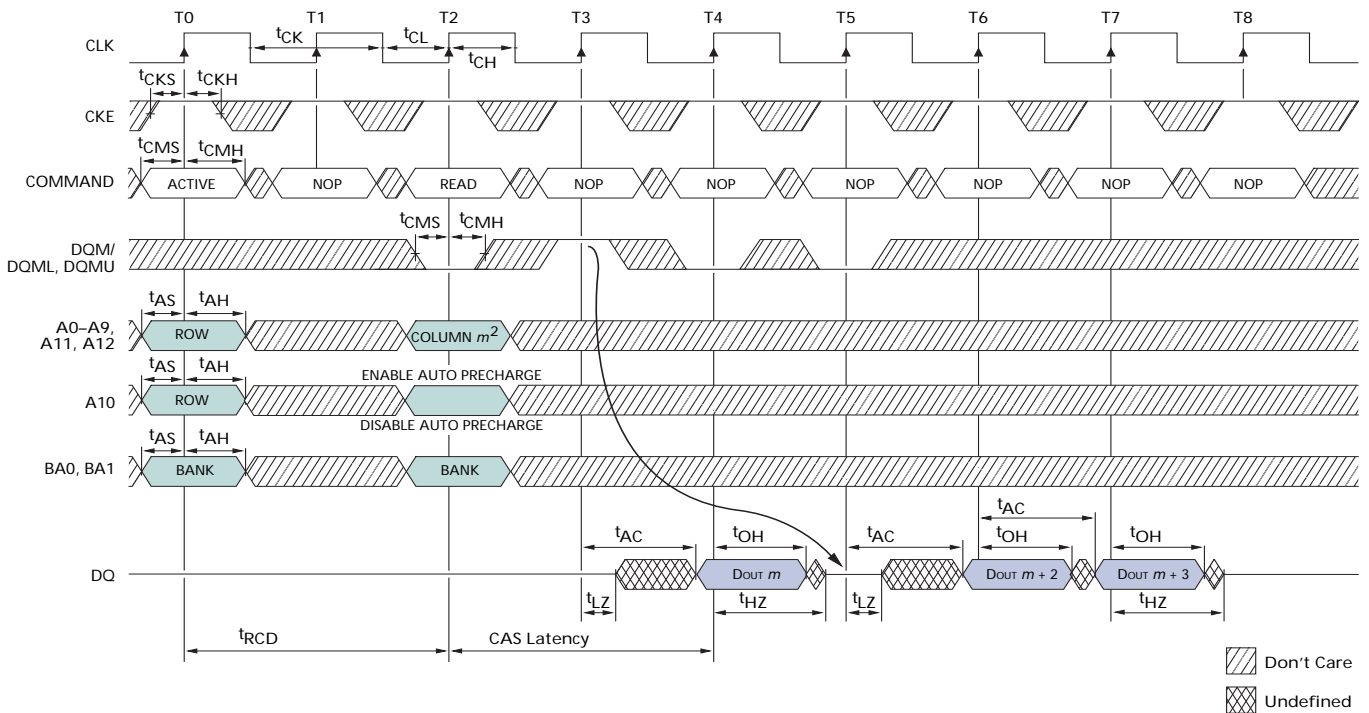 T0 T1 T2 T3 T4 T5 T6 T7 T8
CLK
tCK tCL
tCH
tCKS tCKH
CKE
tCMS tCMH
COMMAND ACTIVE NOP READ NOP NOP NOP NOP NOP NOP
tCMS tCMH
DQM/
DQML, DQMU
tAS tAH
A0–A9,
A11, A12
ROW COLUMN m2
tAS tAH
ENABLE AUTO PRECHARGE
A10 ROW
DISABLE AUTO PRECHARGE
tAS tAH
BA0, BA1 BANK BANK
tAC
tAC tOH tAC tOH tOH
DQ DOUT m DOUT m + 2 DOUT m + 3
tLZ tHZ tLZ tHZ
tRCD CAS Latency
Don't Care
Undefined